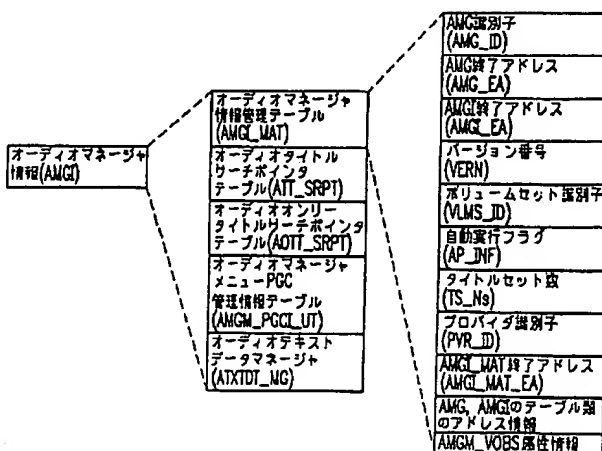 オーディオマネージャ
情報(AMGI)
オーディオマネージャ
情報管理テーブル
(AMGI_MAT)
オーディオタイトル
サーチポインタ
テーブル(ATT_SRPT)
オーディオオンリー
タイトルサーチポインタ
テーブル(AOTT_SRPT)
オーディオマネージャ
メニューPGC
管理情報テーブル
(AMGM_PGCI_UT)
オーディオテキスト
データマネージャ
(ATXTDT_MG)
AMG識別子
(AMG_ID)
AMG終了アドレス
(AMG_EA)
AMGI終了アドレス
(AMGI_EA)
バージョン番号
(VERN)
ボリュームセット識別子
(VLMS_ID)
自動実行フラグ
(AP_INF)
タイトルセット数
(TS_Ns)
プロバイダ識別子
(PVR_ID)
AMGI_MAT終了アドレス
(AMGI_MAT_EA)
AMG, AMGIのテーブル類
のアドレス情報
AMGM_VOBS属性情報